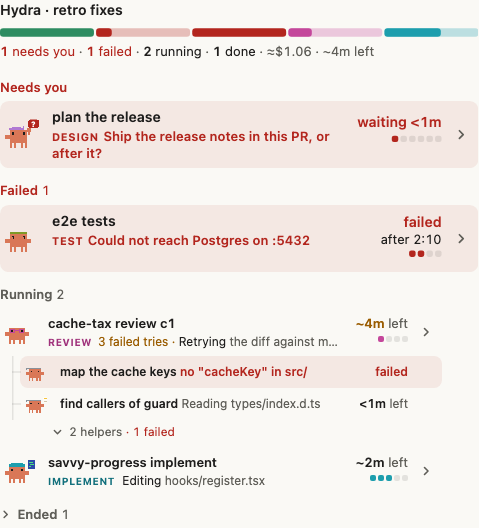 Hydra · retro fixes
1 needs you · 1 failed · 2 running · 1 done · ≈$1.06 · ~4m left
Needs you
plan the release
waiting <1m
DESIGN Ship the release notes in this PR, or
after it?
Failed 1
e2e tests
failed
TEST Could not reach Postgres on :5432
after 2:10
Running 2
cache-tax review c1
~4m left
REVIEW 3 failed tries · Retrying the diff against m…
map the cache keys no "cacheKey" in src/
failed
find callers of guard Reading types/index.d.ts
<1m left
2 helpers · 1 failed
savvy-progress implement
~2m left
IMPLEMENT Editing hooks/register.tsx
Ended 1